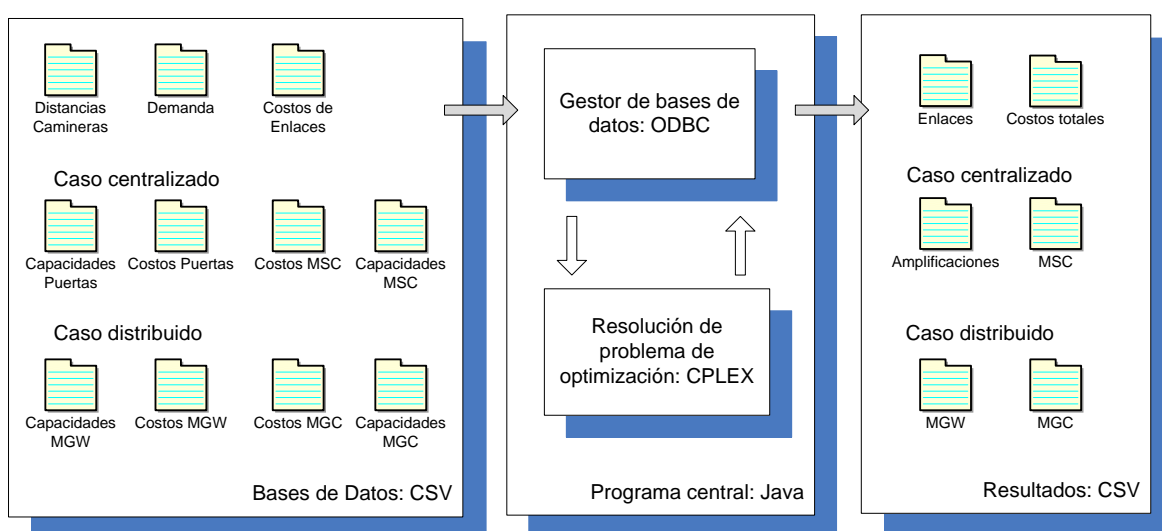 Distancias
Camineras
Demanda
Costos de
Enlaces
Caso centralizado
Capacidades
Puertas
Costos Puertas
Costos MSC
Capacidades
MSC
Caso distribuido
Capacidades
MGW
Costos MGW
Costos MGC
Capacidades
MGC
Bases de Datos: CSV
Gestor de bases de
datos: ODBC
Resolución de
problema de
optimización: CPLEX
Programa central: Java
Enlaces
Costos totales
Caso centralizado
Amplificaciones
MSC
Caso distribuido
MGW
MGC
Resultados: CSV